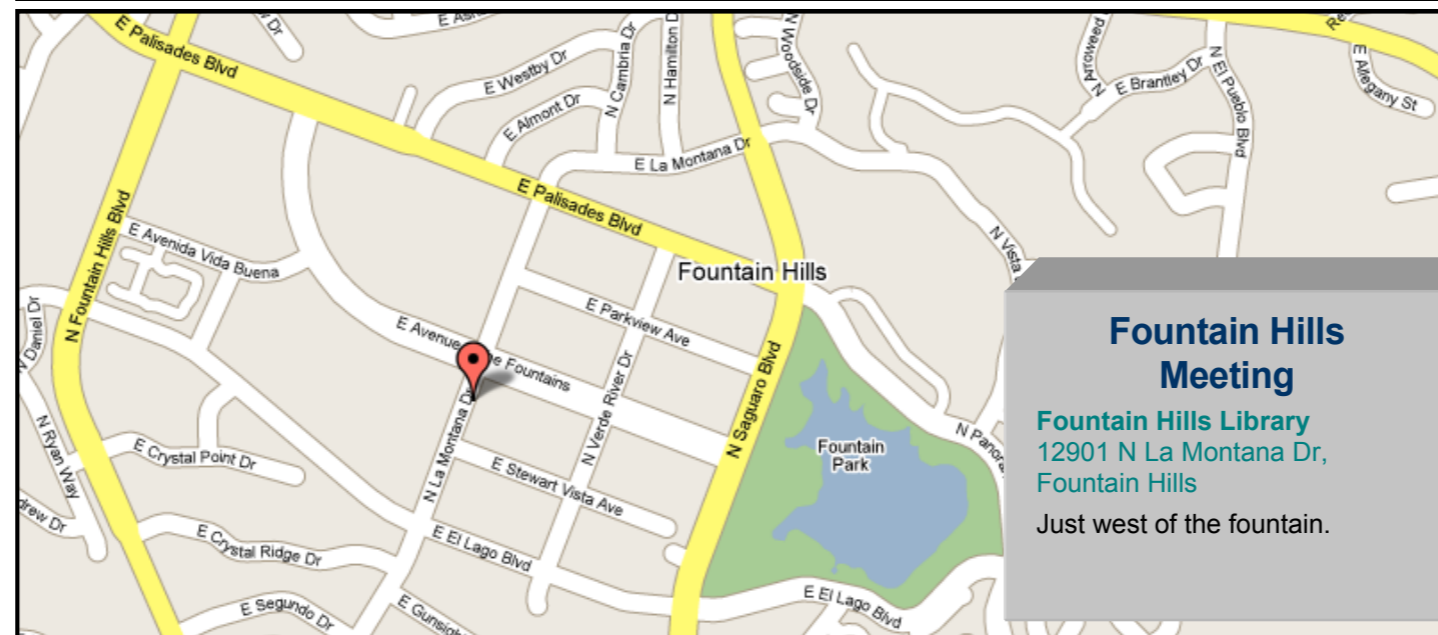 E Palisades Blvd
E Westby Dr
N Cambria Dr
N Hamilton D
N Woodside Dr
N Arroweed
E Brantley Dr
N El Pueblo Blvd
E Allegany St
E Almont Dr
E La Montana Dr
E Palisades Blvd
N Fountain Hills Blvd
E Avenida Vida Buena
N Vista
Fountain Hills
E Parkview Ave
Daniel Dr
E Avenue
e Fountains
N Saguaro Blvd
N Verde River Dr
N La Montana Dr
Fountain
Park
N Panora
N Ryan Way
E Crystal Point Dr
E Stewart Vista Ave
drew Dr
E Crystal Ridge Dr
E El Lago Blvd
E El Lago Blvd
E Segundo Dr
E Gunsigh
Fountain Hills
Meeting
Fountain Hills Library
12901 N La Montana Dr,
Fountain Hills
Just west of the fountain.